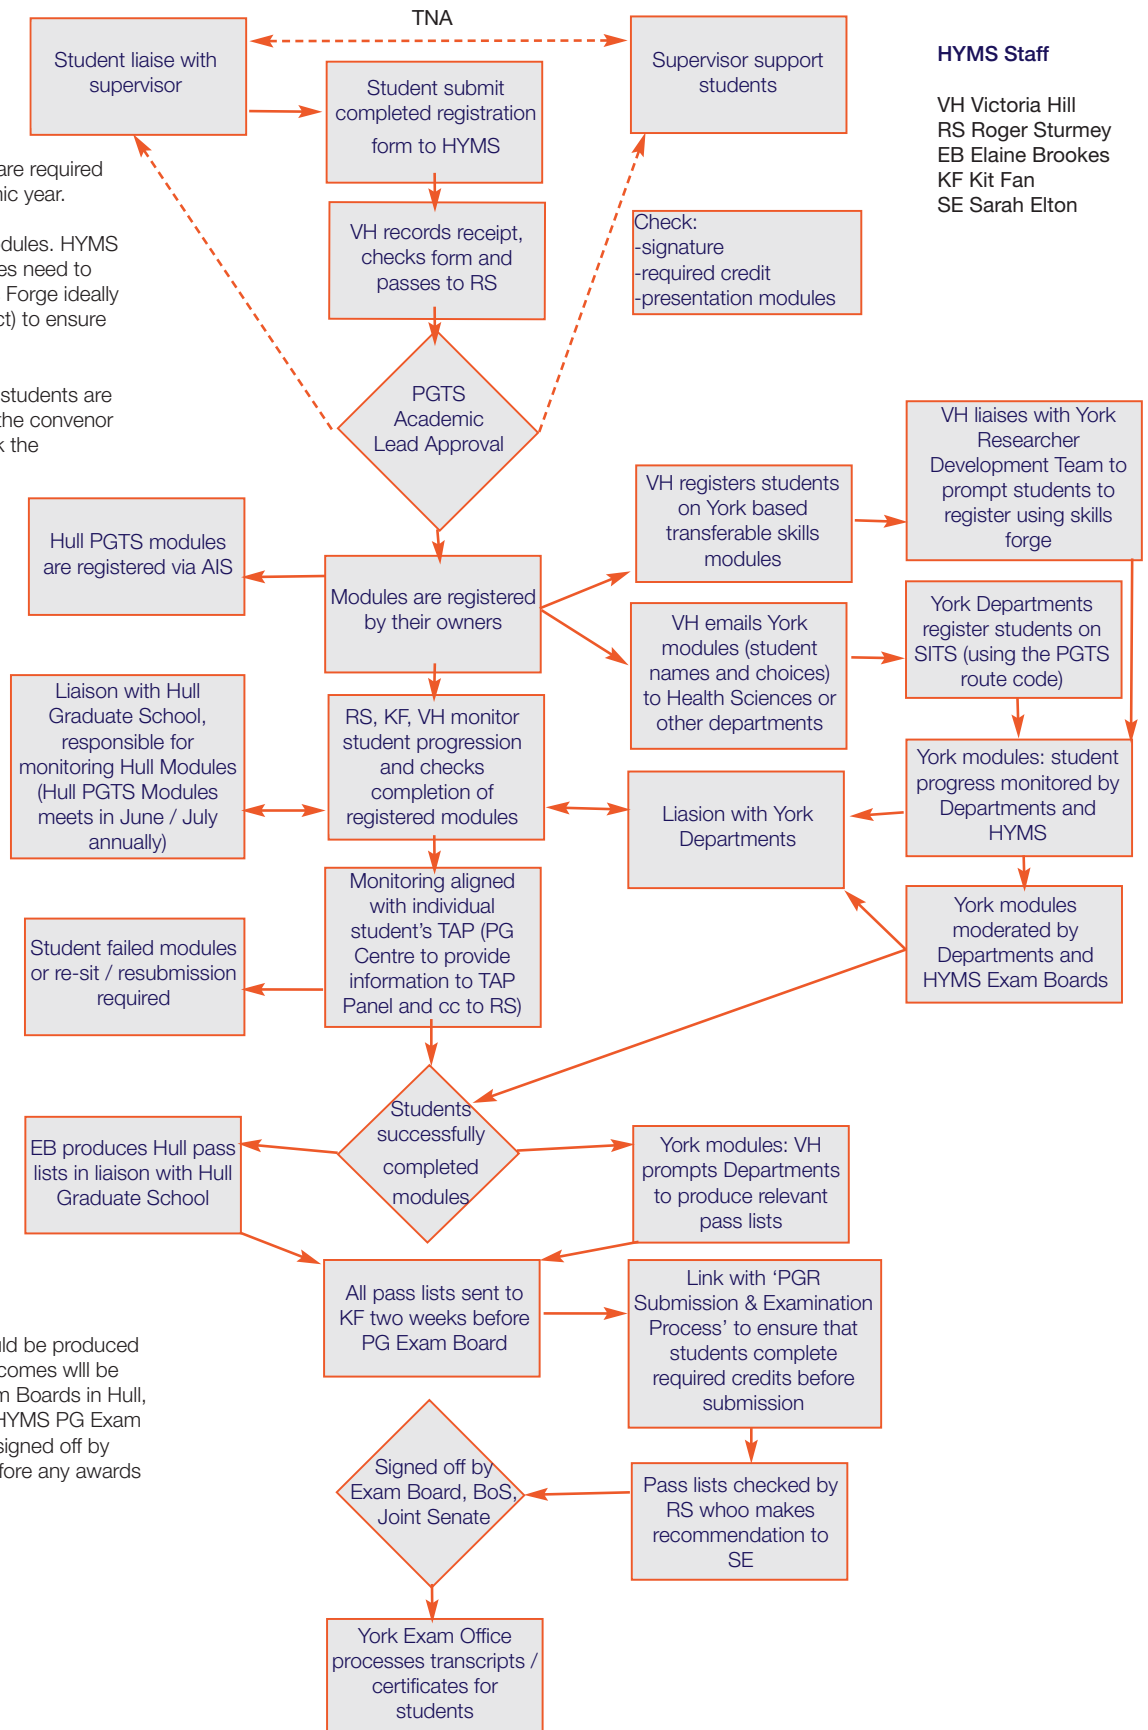 TNA
Student liaise with
supervisor
Student submit
completed registration
form to HYMS
Supervisor support
students
HYMS Staff
VH Victoria Hill
RS Roger Sturmey
EB Elaine Brookes
KF Kit Fan
SE Sarah Elton
are required
nic year.
odules. HYMS
es need to
Forge ideally
ct) to ensure
students are
the convenor
k the
VH records receipt,
checks form and
passes to RS
Check:
-signature
-required credit
-presentation modules
PGTS
Academic
Lead Approval
Hull PGTS modules
are registered via AIS
Modules are registered
by their owners
VH registers students
on York based
transferable skills
modules
VH liaises with York
Researcher
Development Team to
prompt students to
register using skills
forge
VH emails York
modules (student
names and choices)
to Health Sciences or
other departments
York Departments
register students on
SITS (using the PGTS
route code)
Liaison with Hull
Graduate School,
responsible for
monitoring Hull Modules
(Hull PGTS Modules
meets in June / July
annually)
RS, KF, VH monitor
student progression
and checks
completion of
registered modules
Liasion with York
Departments
York modules: student
progress monitored by
Departments and
HYMS
Monitoring aligned
with individual
student's TAP (PG
Centre to provide
information to TAP
Panel and cc to RS)
Student failed modules
or re-sit / resubmission
required
York modules
moderated by
Departments and
HYMS Exam Boards
Students
successfully
completed
modules
EB produces Hull pass
lists in liaison with Hull
Graduate School
York modules: VH
prompts Departments
to produce relevant
pass lists
All pass lists sent to
KF two weeks before
PG Exam Board
Link with ‘PGR
Submission & Examination
Process’ to ensure that
students complete
required credits before
submission
uld be produced
comes wlll be
m Boards in Hull,
HYMS PG Exam
signed off by
fore any awards
Signed off by
Exam Board, BoS,
Joint Senate
Pass lists checked by
RS whoo makes
recommendation to
SE
York Exam Office
processes transcripts /
certificates for
students